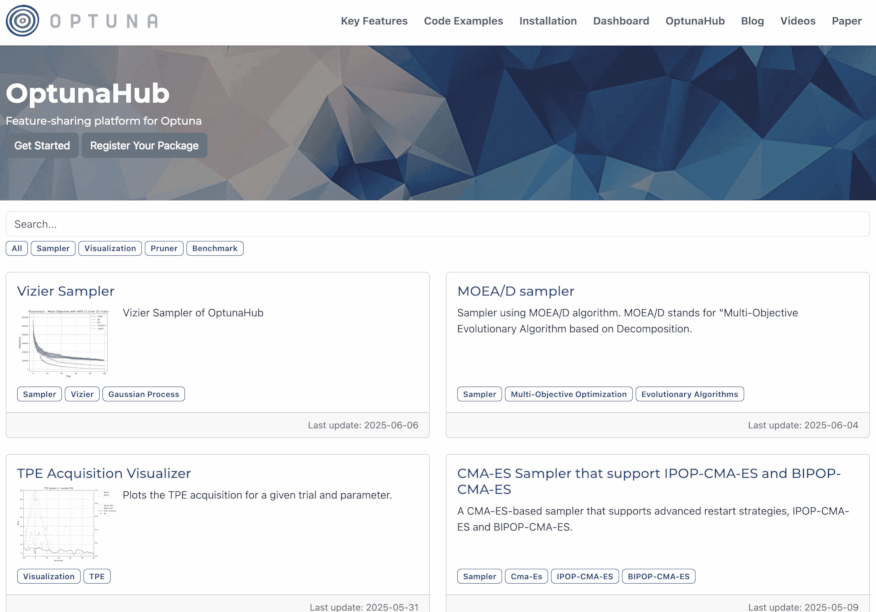 OPTUNA
Key Features Code Examples Installation Dashboard OptunaHub Blog Videos Paper
OptunaHub
Feature-sharing platform for Optuna
Get Started Register Your Package
Search...
All Sampler Visualization Pruner Benchmark
Vizier Sampler
Vizier Sampler of OptunaHub
Sampler Vizier Gaussian Process
Last update: 2025-06-06
MOEA/D sampler
Sampler using MOEA/D algorithm. MOEA/D stands for "Multi-Objective
Evolutionary Algorithm based on Decomposition.
Sampler Multi-Objective Optimization Evolutionary Algorithms
Last update: 2025-06-04
TPE Acquisition Visualizer
Plots the TPE acquisition for a given trial and parameter.
Visualization TPE
Last update: 2025-05-31
CMA-ES Sampler that support IPOP-CMA-ES and BIPOP-
CMA-ES
A CMA-ES-based sampler that supports advanced restart strategies, IPOP-CMA-
ES and BIPOP-CMA-ES.
Sampler Cma-Es IPOP-CMA-ES BIPOP-CMA-ES
Last update: 2025-05-09